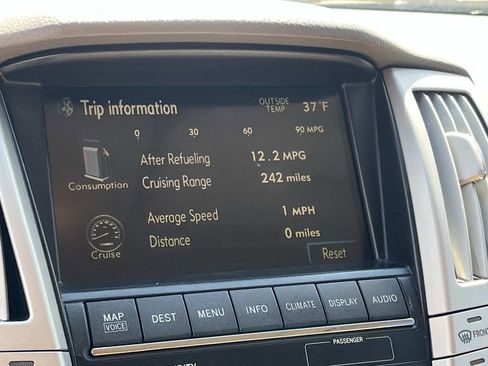 Trip information
OUTSIDE TEMP 37°F
0 30 60 90 MPG
After Refueling 12.2 MPG
Consumption
Cruising Range 242 miles
Average Speed 1 MPH
Distance 0 miles
Cruise
Reset
MAP VOICE DEST MENU INFO CLIMATE DISPLAY AUDIO
PASSENGER
FRONT